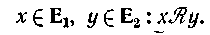 x ∈ E₁, y ∈ E₂ : xℛy.